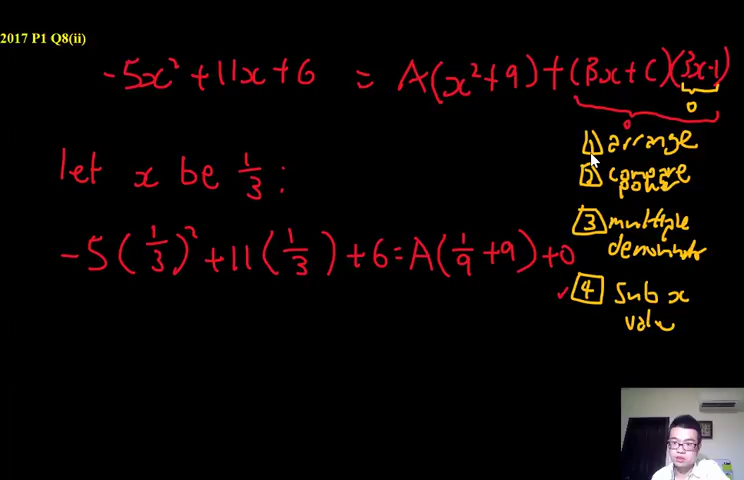 2017 P1 Q8(ii)
-5x² + 11x + 6 = A(x² + 9) + (Bx + C)(3x - 1)
0
0
1 arrange
let x be 1/3 :
2 compare
power
3 multiple
-5(1/3)² + 11(1/3) + 6 = A(1/9 + 9) + 0
✓ 4 Sub x
value